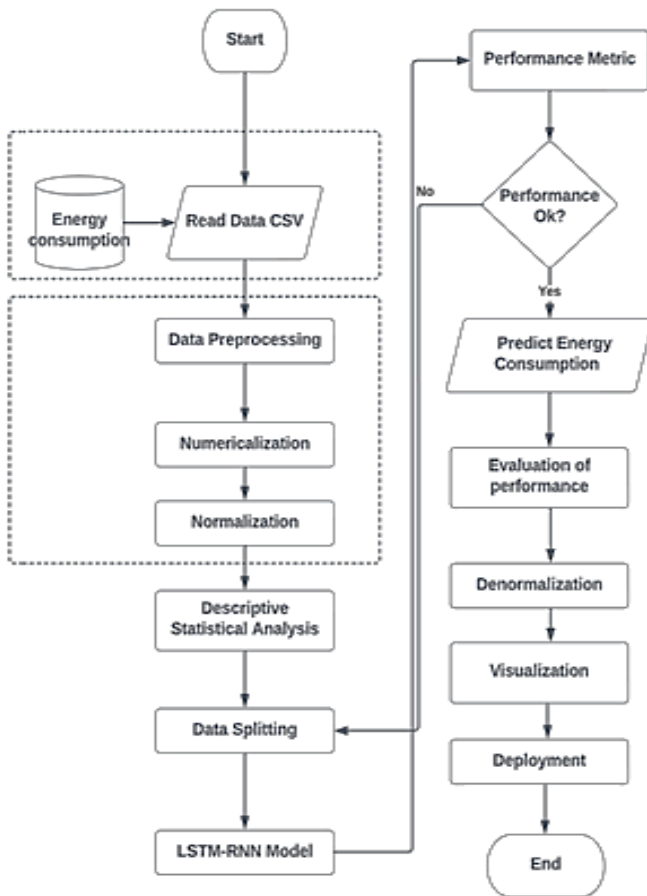 Start
Energy
consumption
Read Data CSV
Data Preprocessing
Numericalization
Normalization
Descriptive
Statistical Analysis
Data Splitting
LSTM-RNN Model
Performance Metric
No
Performance
Ok?
Yes
Predict Energy
Consumption
Evaluation of
performance
Denormalization
Visualization
Deployment
End